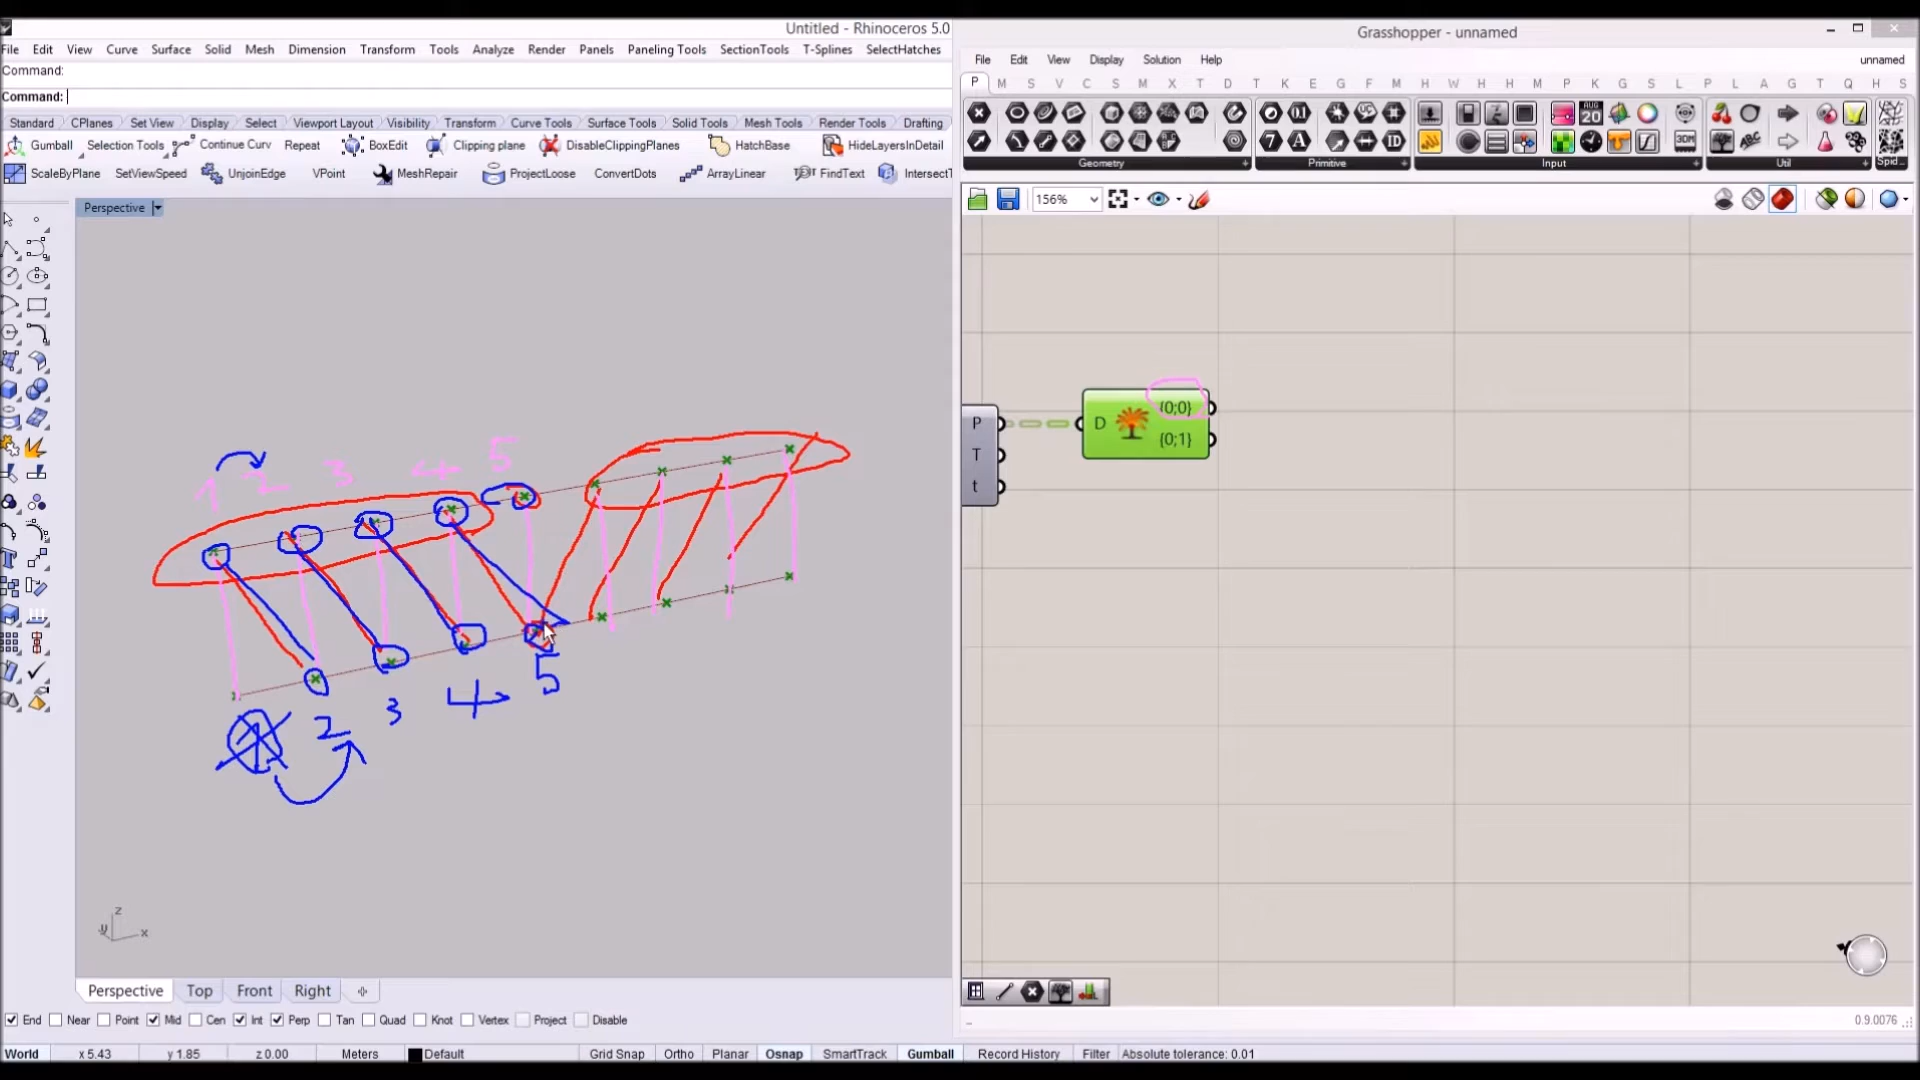 Untitled - Rhinoceros 5.0
File Edit View Curve Surface Solid Mesh Dimension Transform Tools Analyze Render Panels Paneling Tools SectionTools T-Splines SelectHatches
Command:
Command:
Standard CPlanes Set View Display Select Viewport Layout Visibility Transform Curve Tools Surface Tools Solid Tools Mesh Tools Render Tools Drafting
Gumball Selection Tools Continue Curv Repeat BoxEdit Clipping plane DisableClippingPlanes HatchBase HideLayersInDetail
ScaleByPlane SetViewSpeed UnjoinEdge VPoint MeshRepair ProjectLoose ConvertDots ArrayLinear FindText Intersect
Perspective
1 2 3 4 5
1 2 3 4 5
z
y x
Perspective Top Front Right
End Near Point Mid Cen Int Perp Tan Quad Knot Vertex Project Disable
World x 5.43 y 1.85 z 0.00 Meters Default Grid Snap Ortho Planar Osnap SmartTrack Gumball Record History Filter Absolute tolerance: 0.01
Grasshopper - unnamed
File Edit View Display Solution Help unnamed
P M S V C S M X T D T K E G F M H W H H M P K G S L P L A G T Q H S
Geometry Primitive Input Util Spid...
156%
P
T
t
D {0;0}
{0;1}
0.9.0076